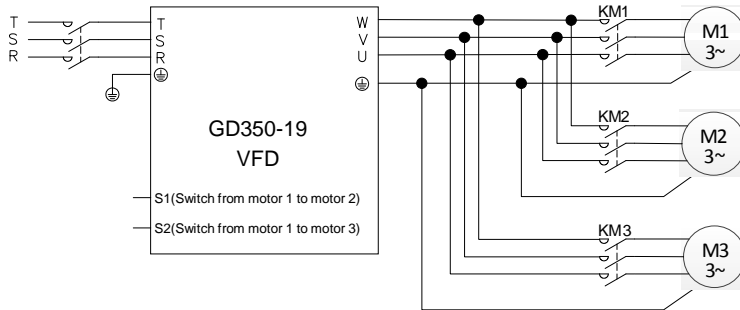 T
S
R
T
S
R
W
V
U
GD350-19
VFD
S1(Switch from motor 1 to motor 2)
S2(Switch from motor 1 to motor 3)
KM1
M1
3~
KM2
M2
3~
KM3
M3
3~